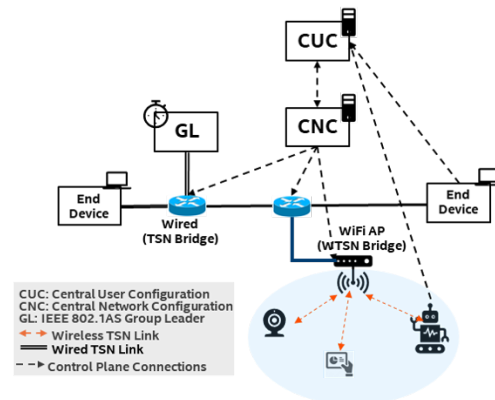 CUC
CNC
GL
End
Device
Wired
(TSN Bridge)
End
Device
WiFi AP
(WTSN Bridge)
CUC: Central User Configuration
CNC: Central Network Configuration
GL: IEEE 802.1AS Group Leader
Wireless TSN Link
Wired TSN Link
Control Plane Connections